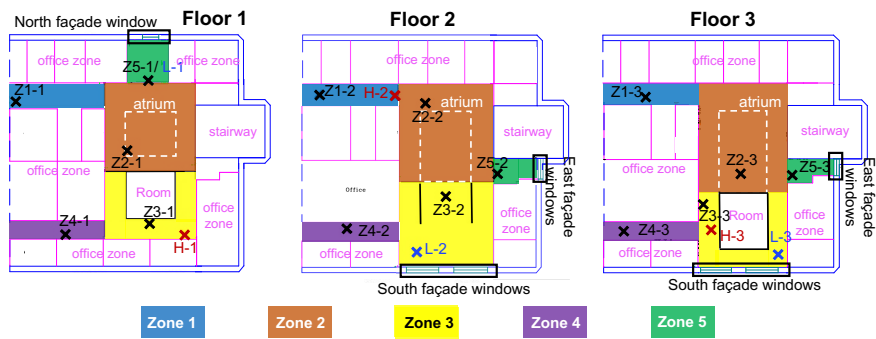 Floor 1
North façade window
office zone
office zone
Z5-1/ L-1
Z1-1
atrium
stairway
Z2-1
office zone
Room
Z3-1
office
zone
Z4-1
H-1
office zone
Floor 2
Z1-2
H-2
atrium
Z2-2
stairway
Z5-2
East façade
windows
Office
Z3-2
Z4-2
L-2
South façade windows
Floor 3
office zone
Z1-3
atrium
stairway
Z2-3
Z5-3
East façade
windows
office zone
Z3-3
Room
Z4-3
H-3
L-3
office
zone
office zone
South façade windows
Zone 1
Zone 2
Zone 3
Zone 4
Zone 5